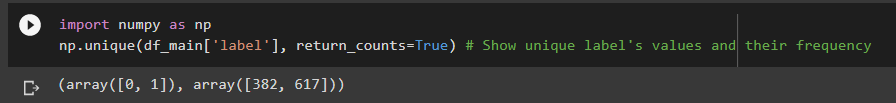 import numpy as np
np.unique(df_main['label'], return_counts=True) # Show unique label's values and their frequency
(array([0, 1]), array([382, 617]))